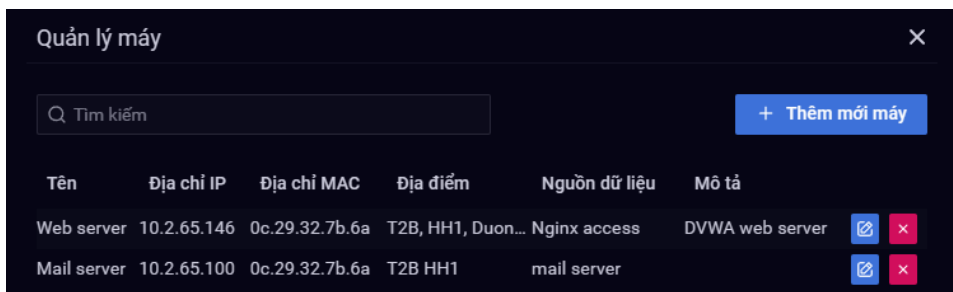 Quản lý máy
Tìm kiếm
Thêm mới máy
Tên Địa chỉ IP Địa chỉ MAC Địa điểm Nguồn dữ liệu Mô tả
Web server 10.2.65.146 0c.29.32.7b.6a T2B, HH1, Duon... Nginx access DVWA web server
Mail server 10.2.65.100 0c.29.32.7b.6a T2B HH1 mail server